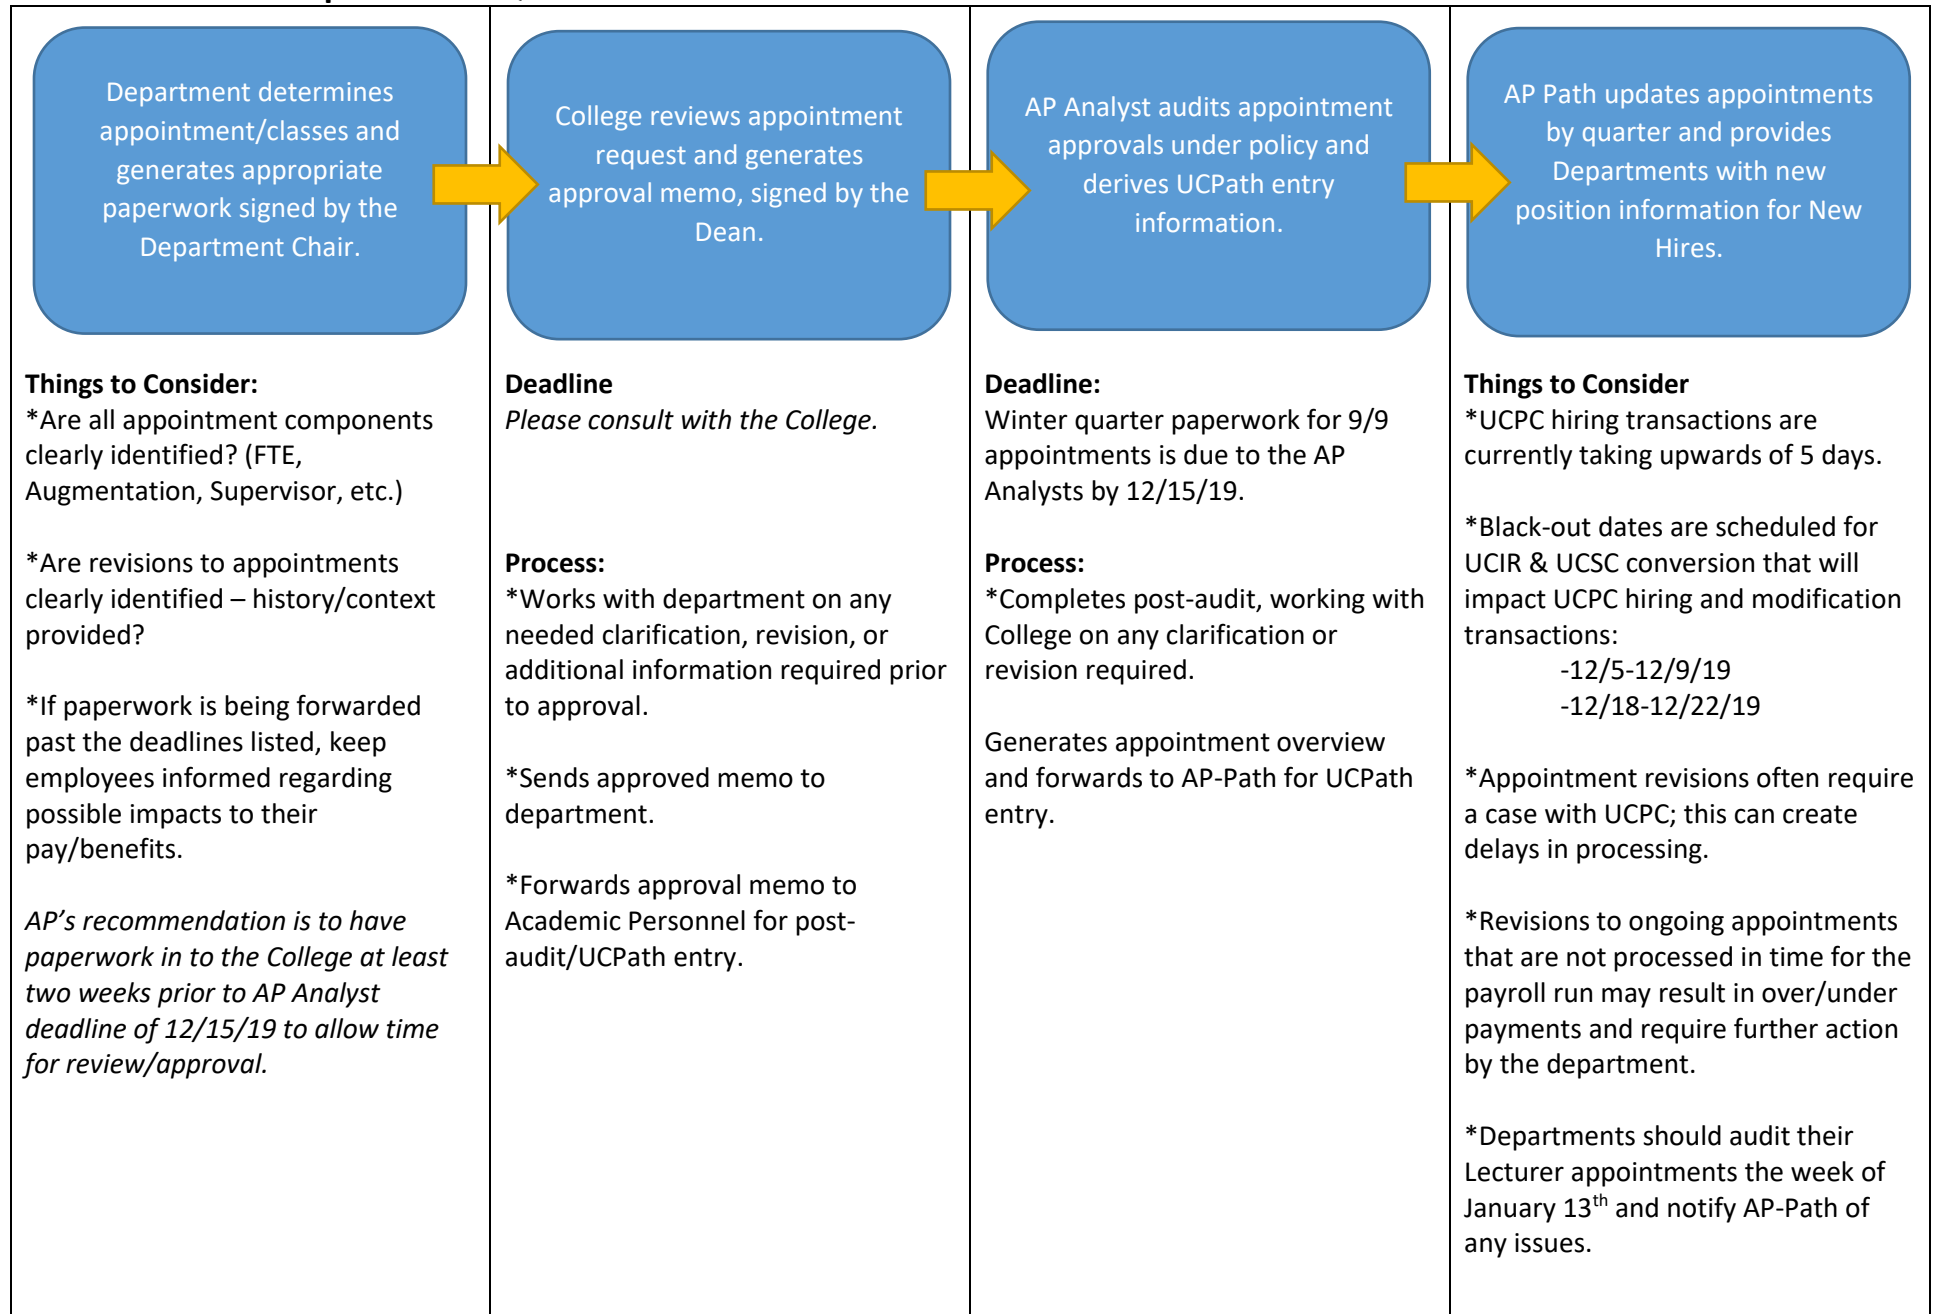 Department determines
appointment/classes and
generates appropriate
paperwork signed by the
Department Chair.
College reviews appointment
request and generates
approval memo, signed by the
Dean.
AP Analyst audits appointment
approvals under policy and
derives UCPath entry
information.
AP Path updates appointments
by quarter and provides
Departments with new
position information for New
Hires.
Things to Consider:
*Are all appointment components
clearly identified? (FTE,
Augmentation, Supervisor, etc.)
*Are revisions to appointments
clearly identified – history/context
provided?
*If paperwork is being forwarded
past the deadlines listed, keep
employees informed regarding
possible impacts to their
pay/benefits.
AP's recommendation is to have
paperwork in to the College at least
two weeks prior to AP Analyst
deadline of 12/15/19 to allow time
for review/approval.
Deadline
Please consult with the College.
Process:
*Works with department on any
needed clarification, revision, or
additional information required prior
to approval.
*Sends approved memo to
department.
*Forwards approval memo to
Academic Personnel for post-
audit/UCPath entry.
Deadline:
Winter quarter paperwork for 9/9
appointments is due to the AP
Analysts by 12/15/19.
Process:
*Completes post-audit, working with
College on any clarification or
revision required.
Generates appointment overview
and forwards to AP-Path for UCPath
entry.
Things to Consider
*UCPC hiring transactions are
currently taking upwards of 5 days.
*Black-out dates are scheduled for
UCIR & UCSC conversion that will
impact UCPC hiring and modification
transactions:
-12/5-12/9/19
-12/18-12/22/19
*Appointment revisions often require
a case with UCPC; this can create
delays in processing.
*Revisions to ongoing appointments
that are not processed in time for the
payroll run may result in over/under
payments and require further action
by the department.
*Departments should audit their
Lecturer appointments the week of
January 13th and notify AP-Path of
any issues.